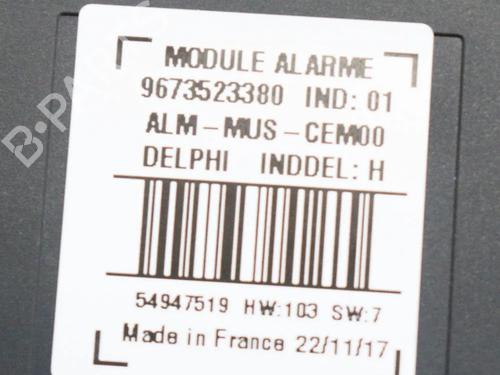 MODULE ALARME
9673523380 IND: 01
ALM-MUS-CEM00
DELPHI INDDEL: H
54947519 HW:103 SW:7
Made in France 22/11/17
B-PARTS